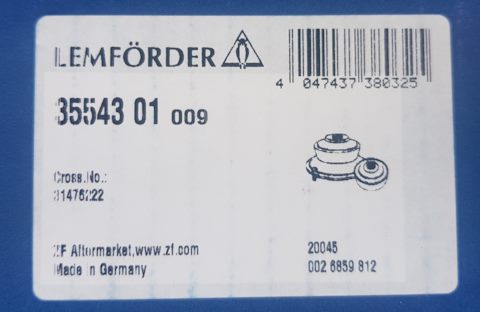 LEMFÖRDER
4 047437 380325
35543 01 009
Cross.No.:
31476222
ZF Aftermarket,www.zf.com
Made in Germany
20045
002 6859 812